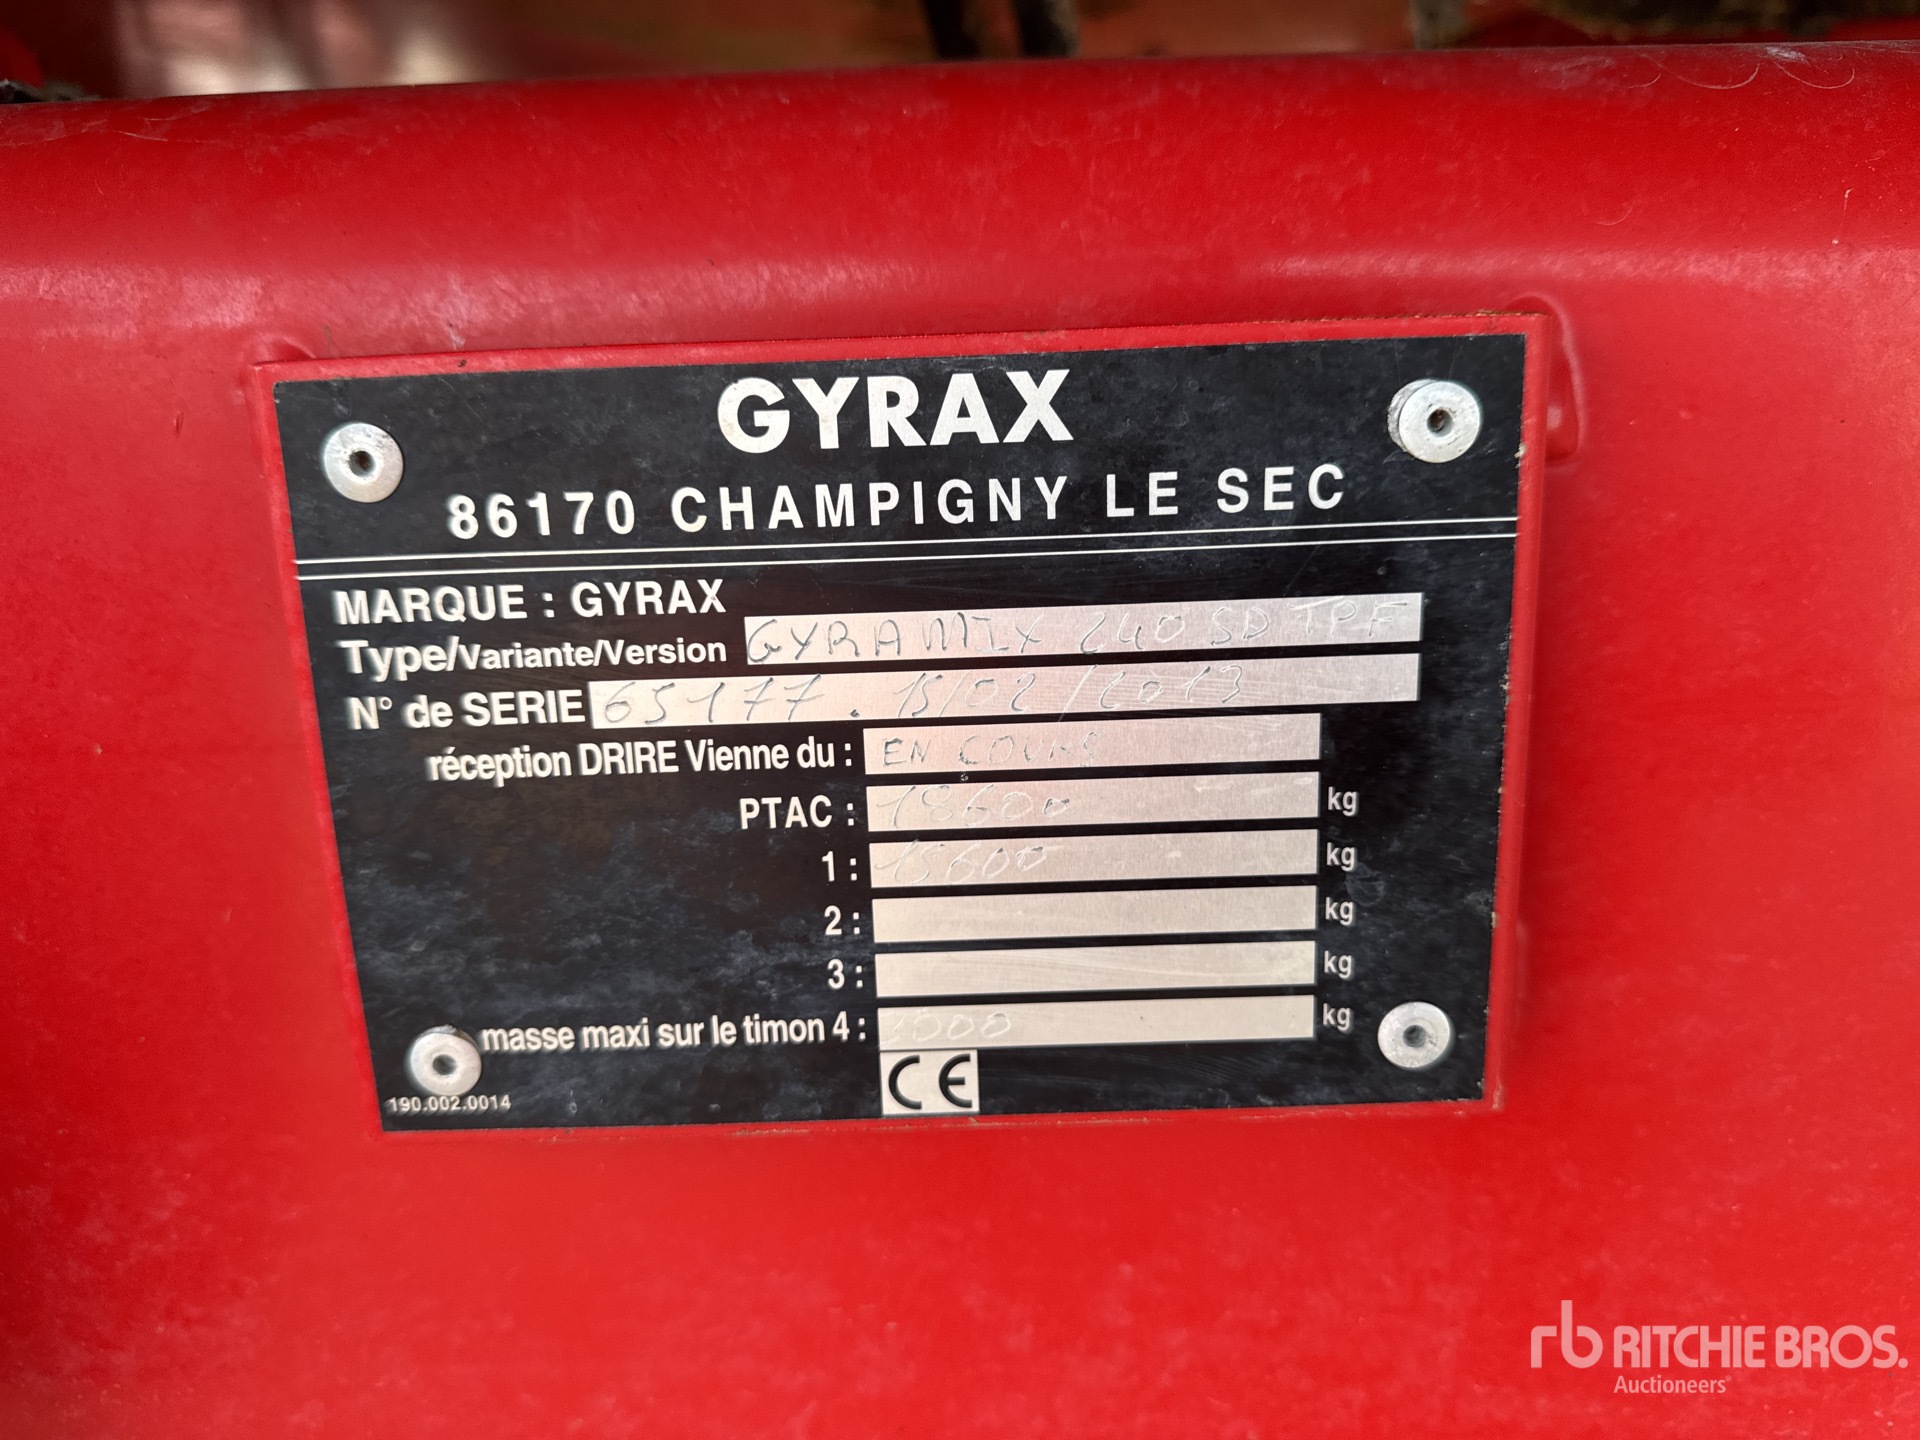 GYRAX
86170 CHAMPIGNY LE SEC
MARQUE : GYRAX
Type/Variante/Version GYRAMIX 240 SD TPF
N° de SERIE 65177. 15/02/2013
réception DRIRE Vienne du : EN COURS
PTAC : 18600 kg
1 : 15600 kg
2 : kg
3 : kg
masse maxi sur le timon 4 : 3000 kg
CE
190.002.0014
rb RITCHIE BROS.
Auctioneers